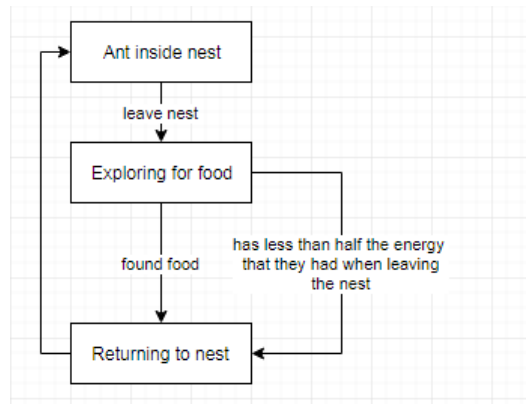 Ant inside nest
leave nest
Exploring for food
found food
has less than half the energy
that they had when leaving
the nest
Returning to nest